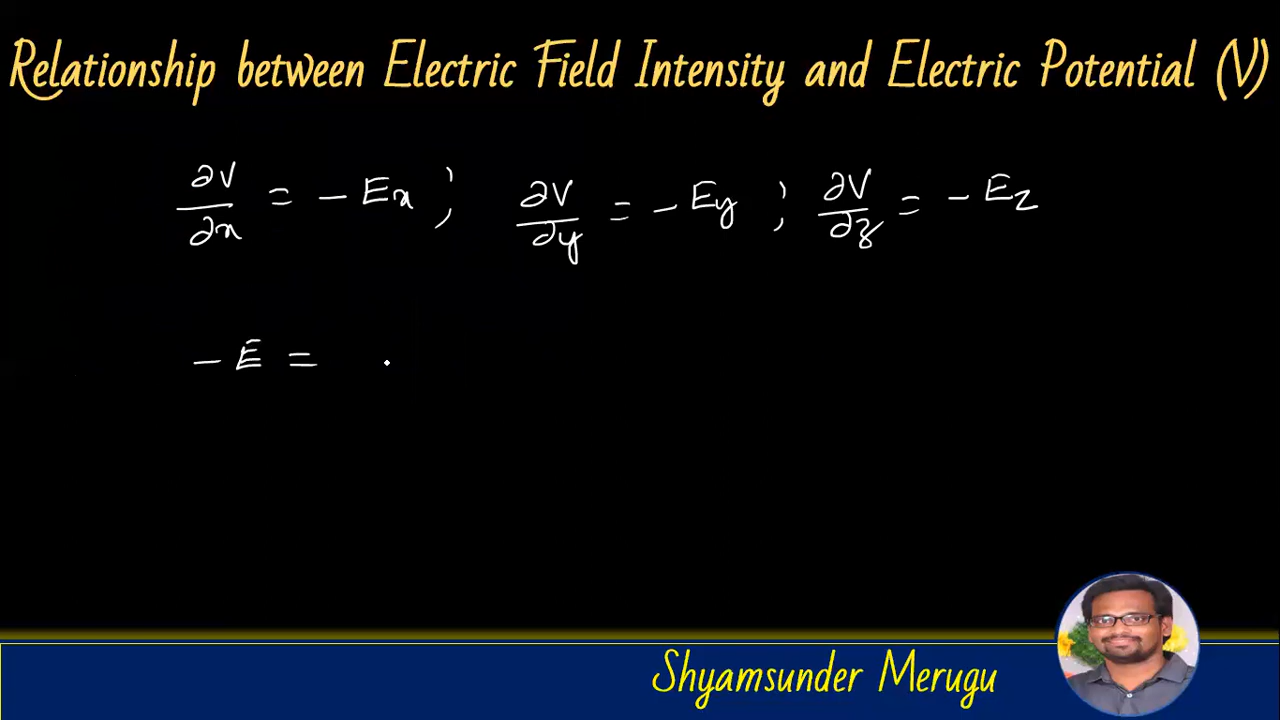 Relationship between Electric Field Intensity and Electric Potential (V)
∂V/∂x = - Ex ; ∂V/∂y = - Ey ; ∂V/∂z = - Ez
- E =
Shyamsunder Merugu